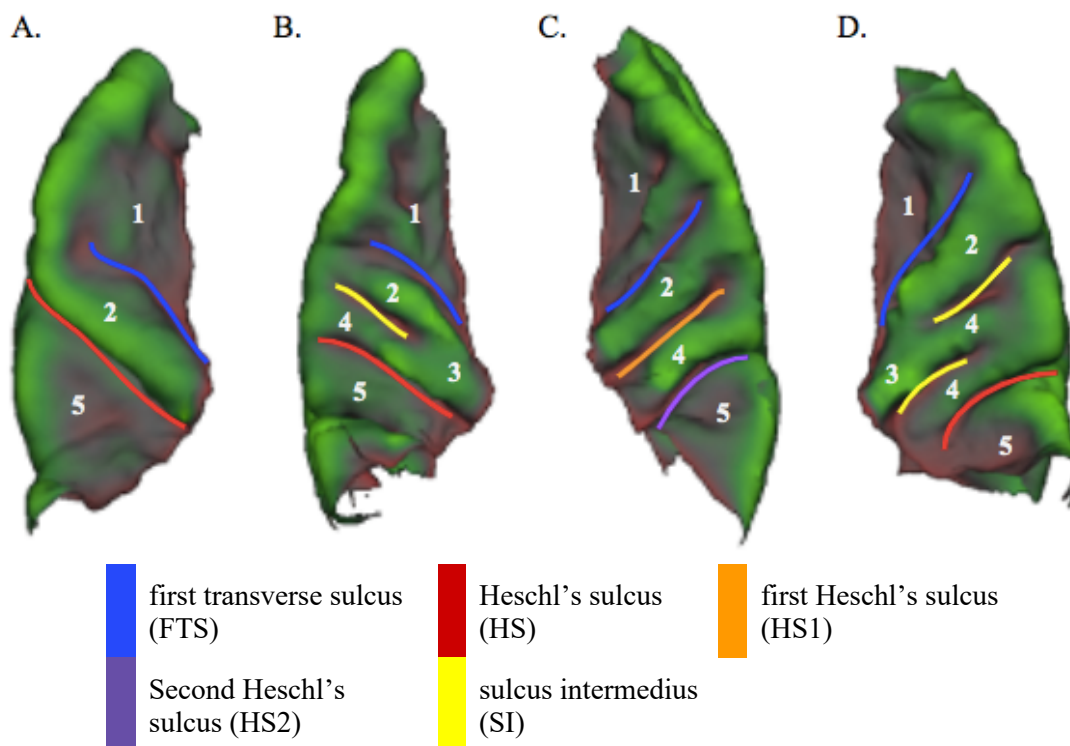 A.
B.
C.
D.
1
2
5
1
2
4
3
5
1
2
4
5
1
2
4
3
4
5
first transverse sulcus
(FTS)
Heschl’s sulcus
(HS)
first Heschl’s sulcus
(HS1)
Second Heschl’s
sulcus (HS2)
sulcus intermedius
(SI)